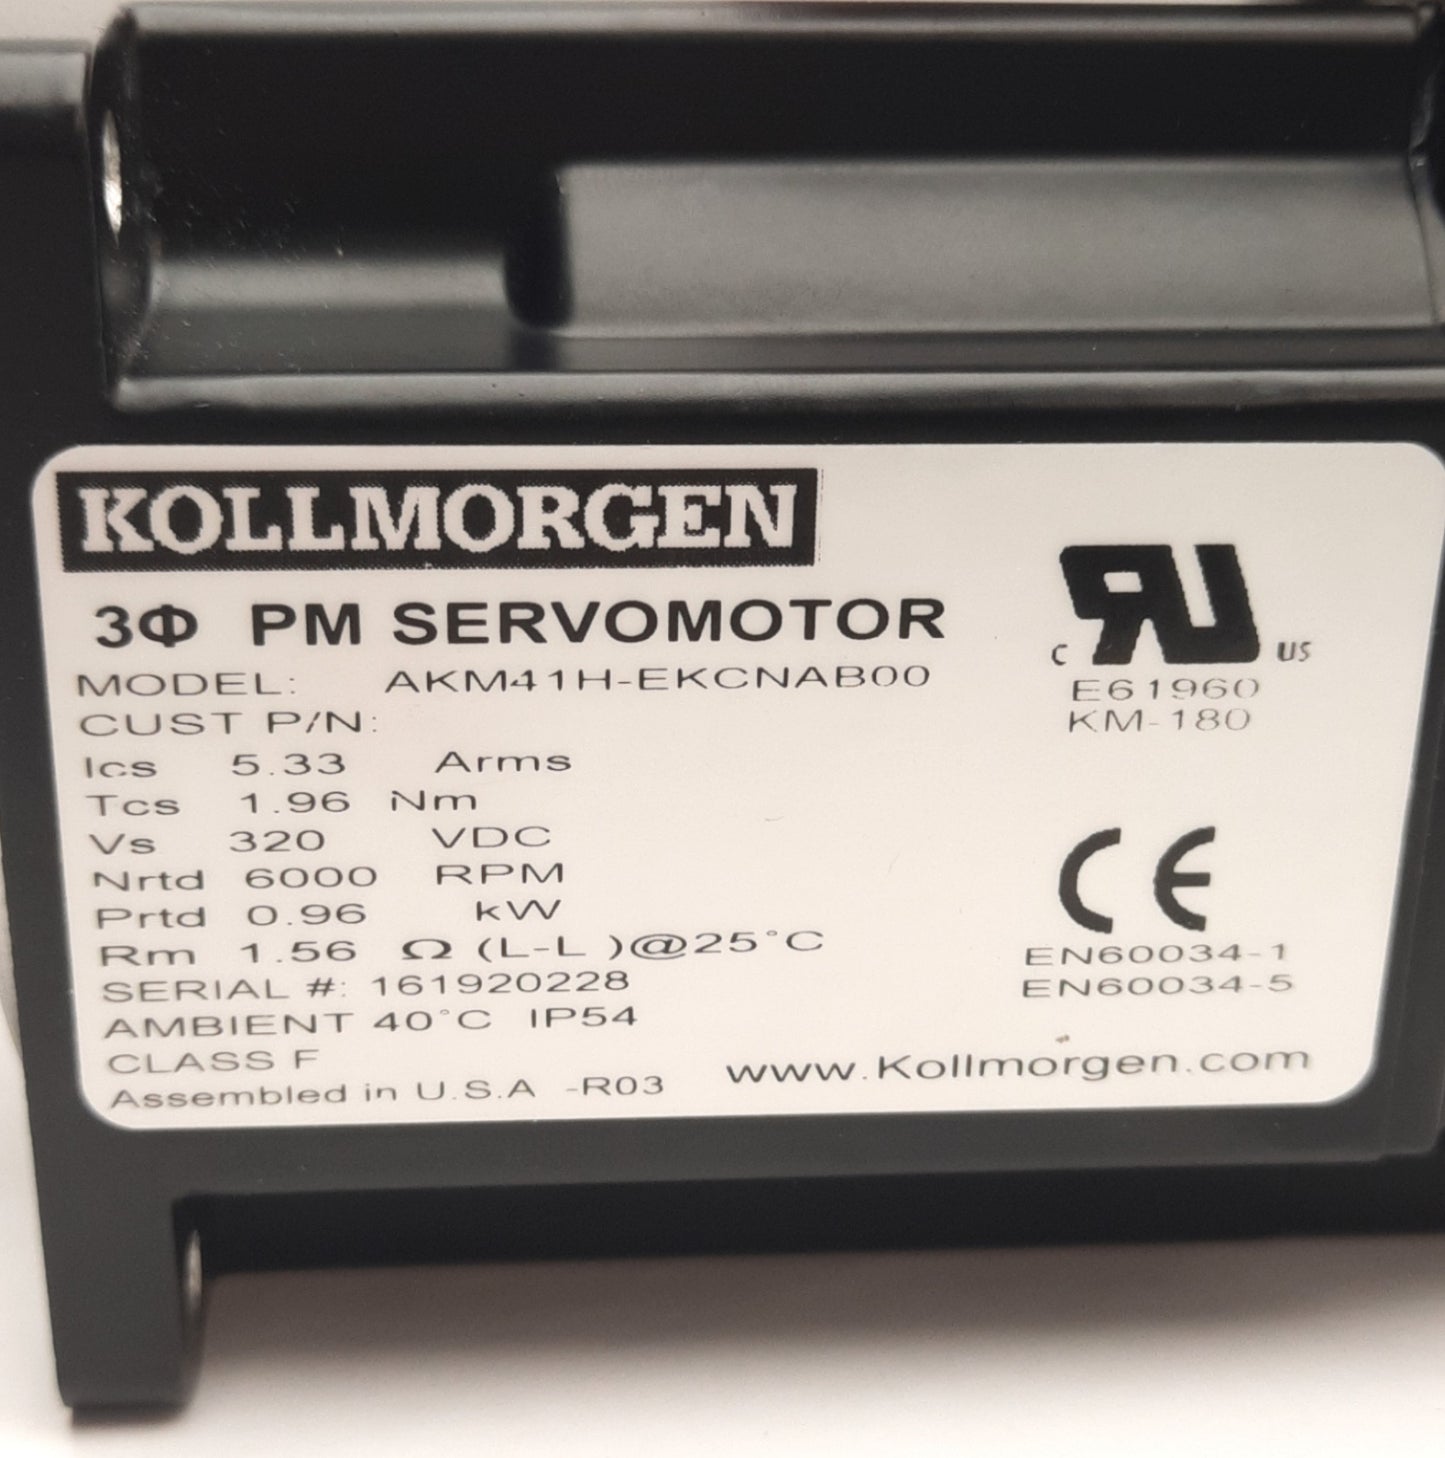 KOLLMORGEN
3Φ PM SERVOMOTOR
MODEL: AKM41H-EKCNAB00
CUST P/N:
Ics 5.33 Arms
Tcs 1.96 Nm
Vs 320 VDC
Nrtd 6000 RPM
Prtd 0.96 kW
Rm 1.56 Ω (L-L )@25°C
SERIAL #: 161920228
AMBIENT 40°C IP54
CLASS F
Assembled in U.S.A -R03
c RU US
E61960
KM-180
CE
EN60034-1
EN60034-5
www.Kollmorgen.com